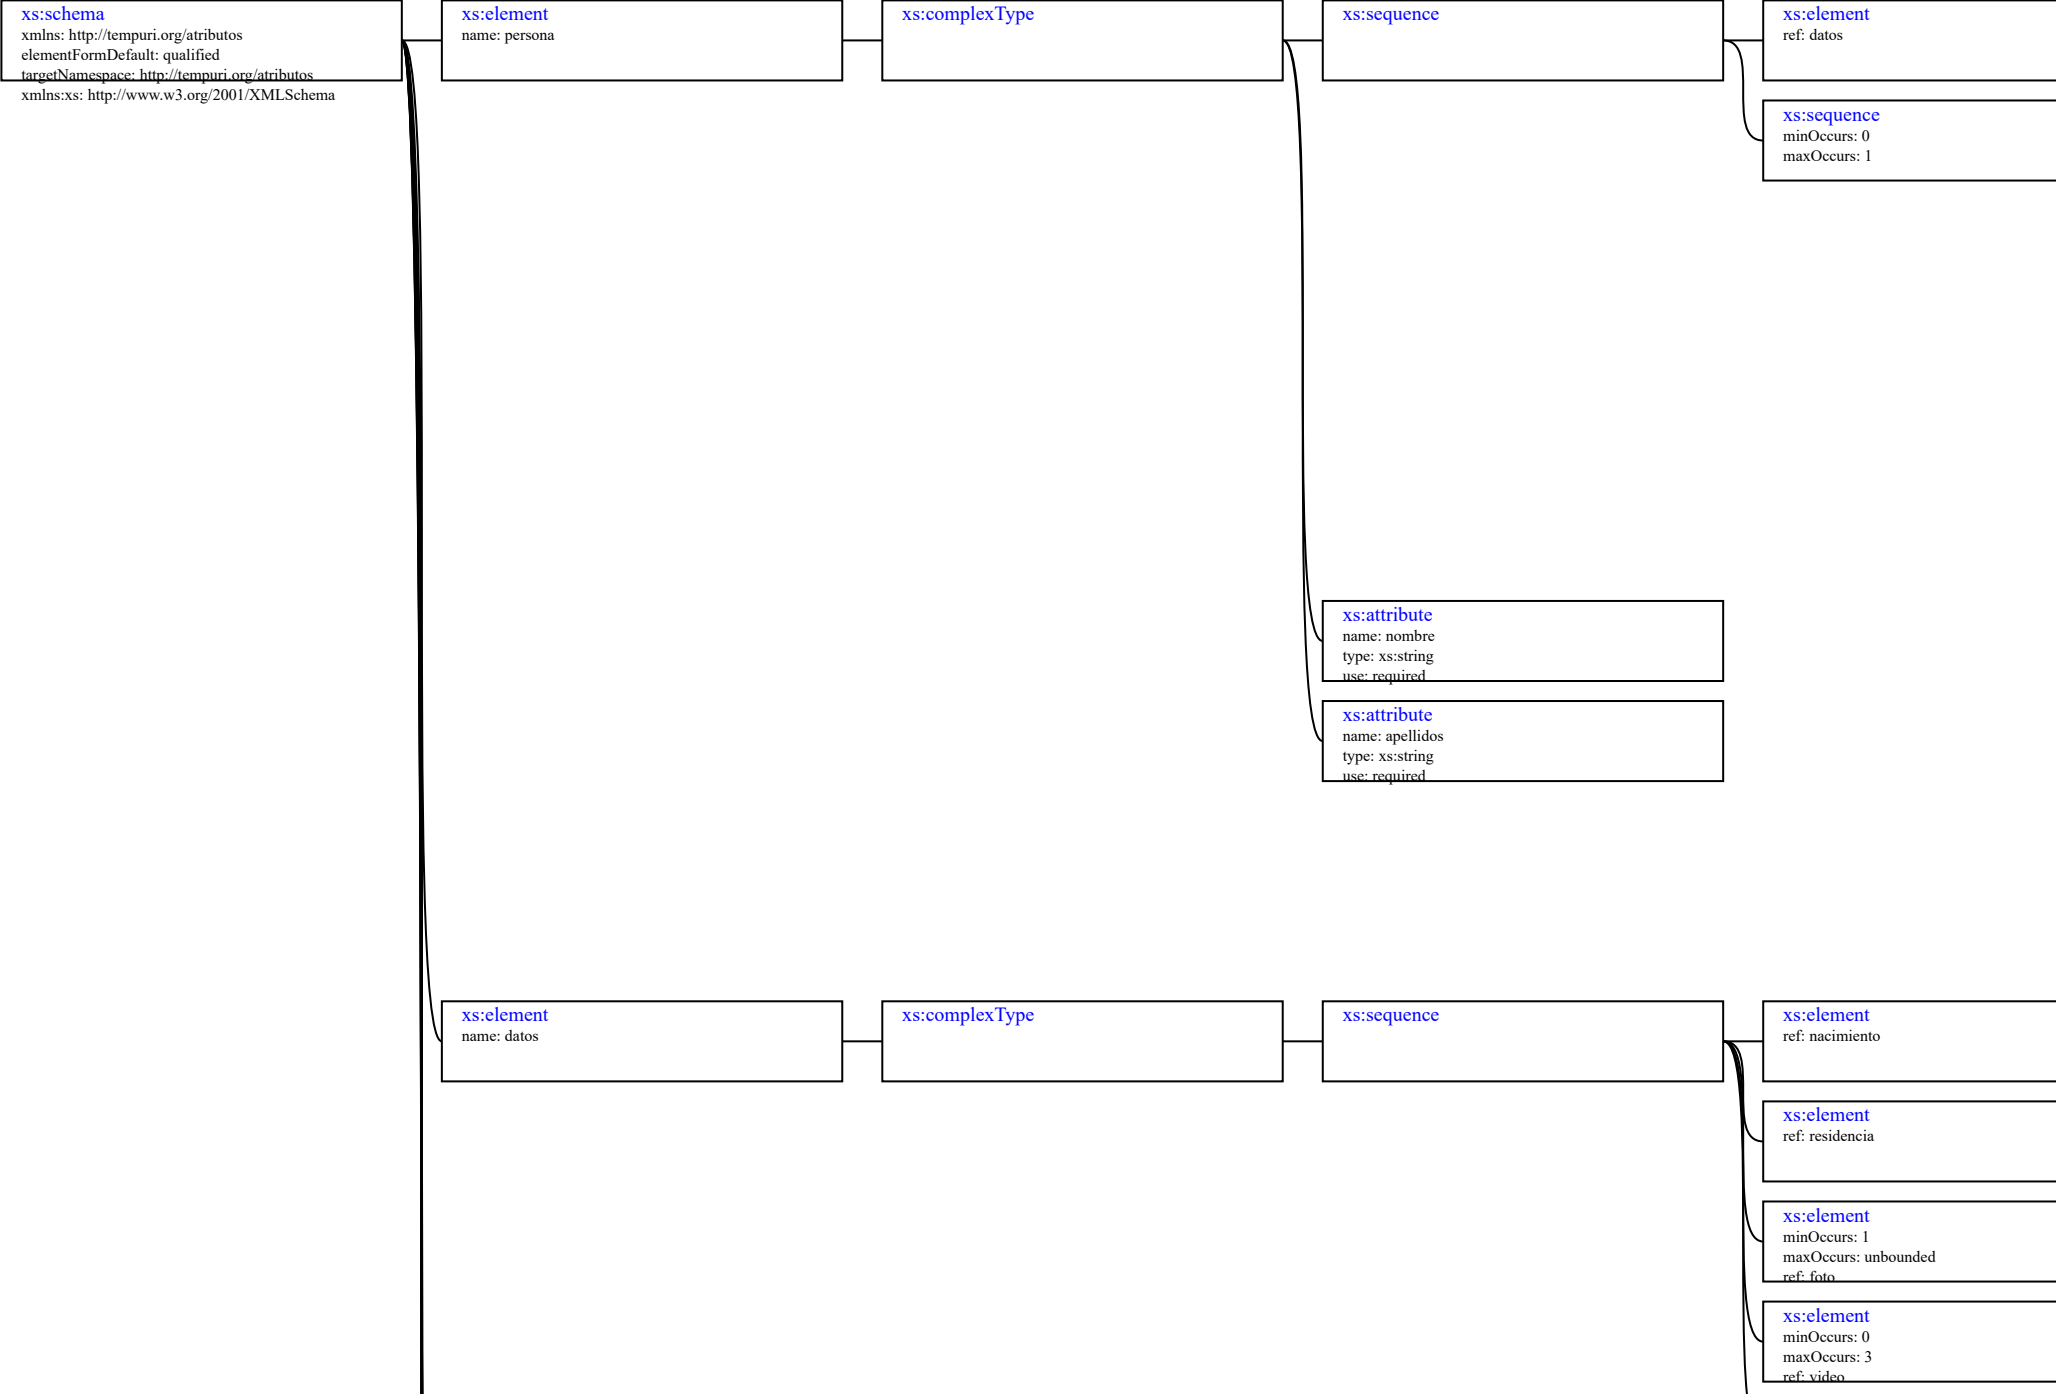 xs:schema
xmlns: http://tempuri.org/atributos
elementFormDefault: qualified
targetNamespace: http://tempuri.org/atributos
xmlns:xs: http://www.w3.org/2001/XMLSchema
xs:element
name: persona
xs:complexType
xs:sequence
xs:element
ref: datos
xs:sequence
minOccurs: 0
maxOccurs: 1
xs:attribute
name: nombre
type: xs:string
use: required
xs:attribute
name: apellidos
type: xs:string
use: required
xs:element
name: datos
xs:complexType
xs:sequence
xs:element
ref: nacimiento
xs:element
ref: residencia
xs:element
minOccurs: 1
maxOccurs: unbounded
ref: foto
xs:element
minOccurs: 0
maxOccurs: 3
ref: video